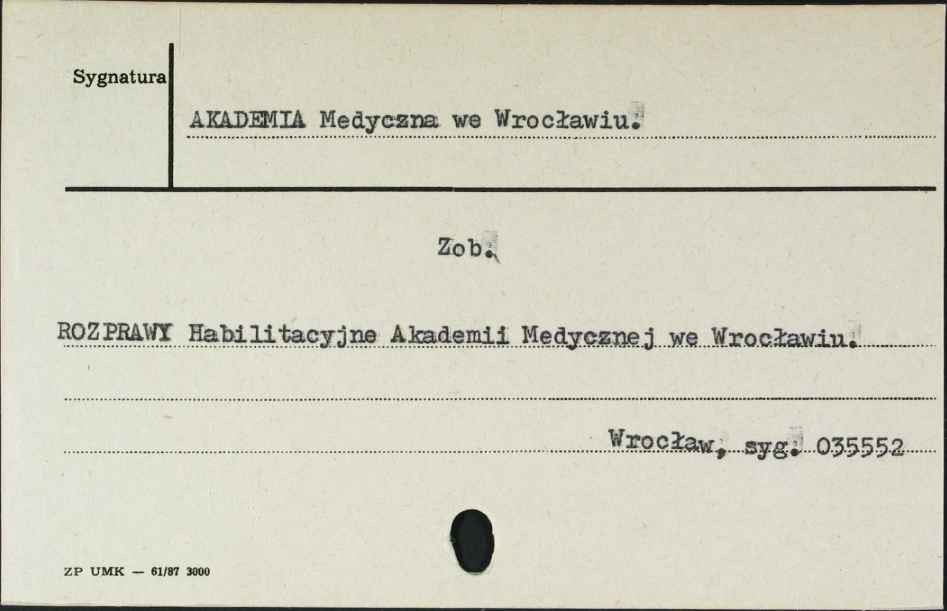 Sygnatura
AKADEMIA Medyczna we Wrocławiu.
Zob.
ROZPRAWY Habilitacyjne Akademii Medycznej we Wrocławiu.
Wrocław, syg. 035552
ZP UMK — 61/87 3000